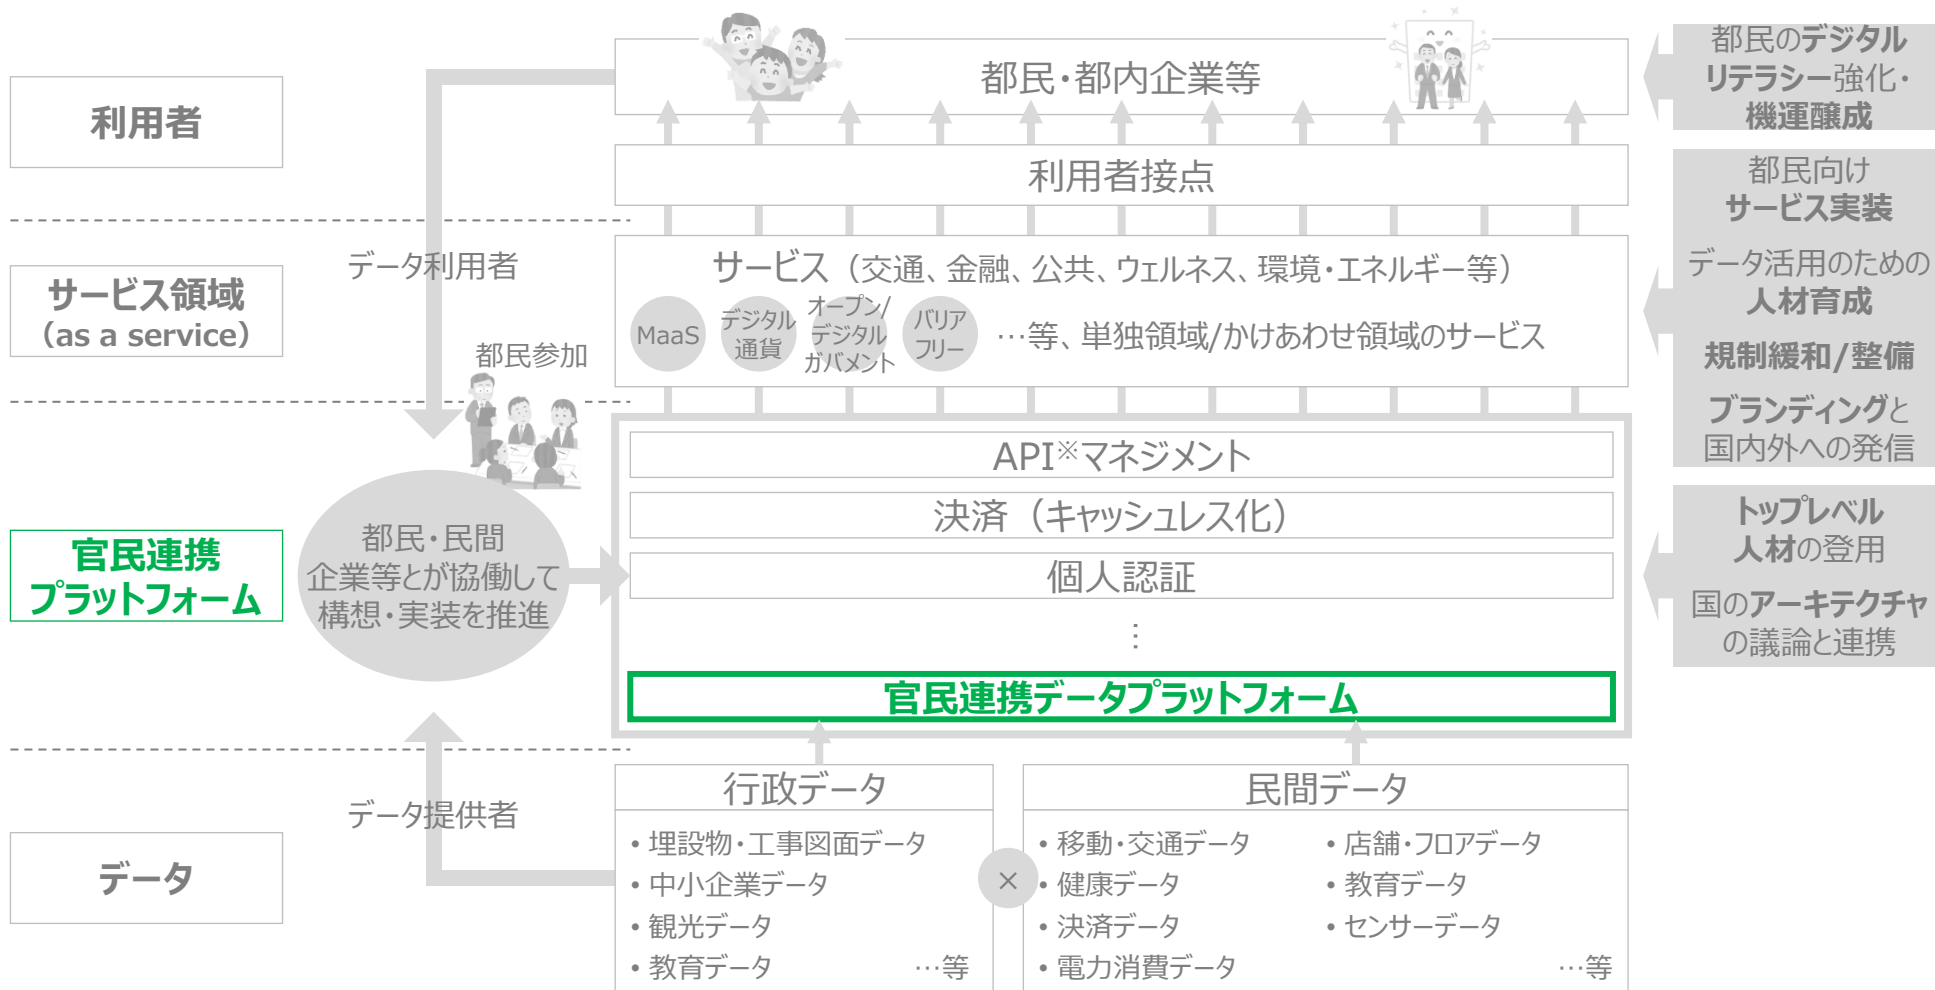 利用者
都民・都内企業等
利用者接点
都民のデジタル
リテラシー強化・
機運醸成
サービス領域
（as a service）
データ利用者
都民参加
サービス（交通、金融、公共、ウェルネス、環境・エネルギー等）
MaaS
デジタル
通貨
オープン/
デジタル
ガバメント
バリア
フリー
…等、単独領域/かけあわせ領域のサービス
都民向け
サービス実装
データ活用のための
人材育成
規制緩和/整備
ブランディングと
国内外への発信
官民連携
プラットフォーム
都民・民間
企業等とが協働して
構想・実装を推進
API※マネジメント
決済（キャッシュレス化）
個人認証
…
官民連携データプラットフォーム
トップレベル
人材の登用
国のアーキテクチャ
の議論と連携
データ
データ提供者
行政データ
• 埋設物・工事図面データ
• 中小企業データ
• 観光データ
• 教育データ
…等
×
民間データ
• 移動・交通データ
• 健康データ
• 決済データ
• 電力消費データ
• 店舗・フロアデータ
• 教育データ
• センサーデータ
…等